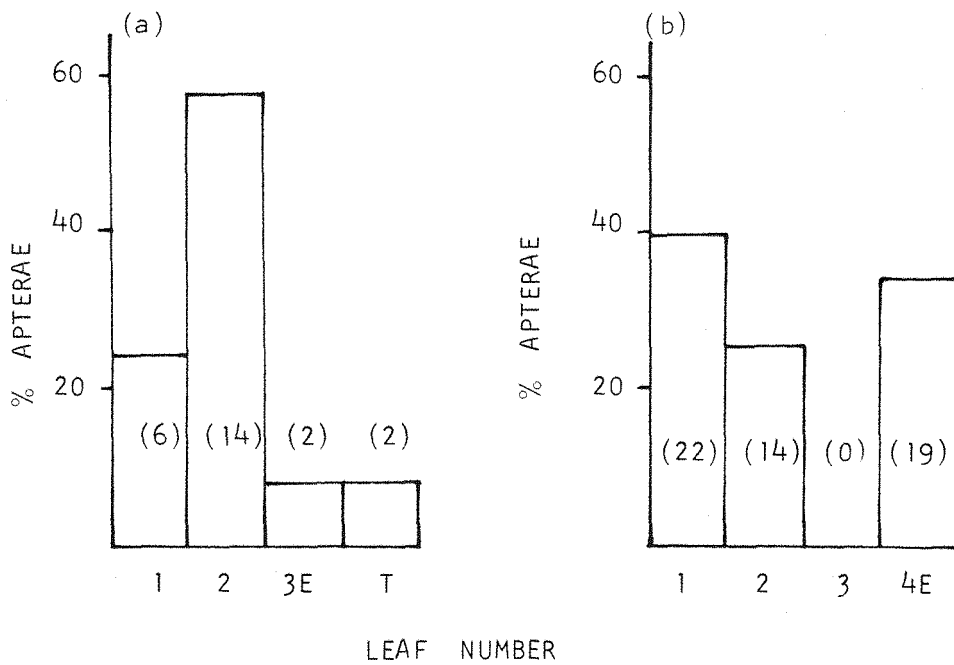 (a)
60
40
20
% APTERAE
(6) (14) (2) (2)
1 2 3E T
(b)
60
40
20
% APTERAE
(22) (14) (0) (19)
1 2 3 4E
LEAF NUMBER